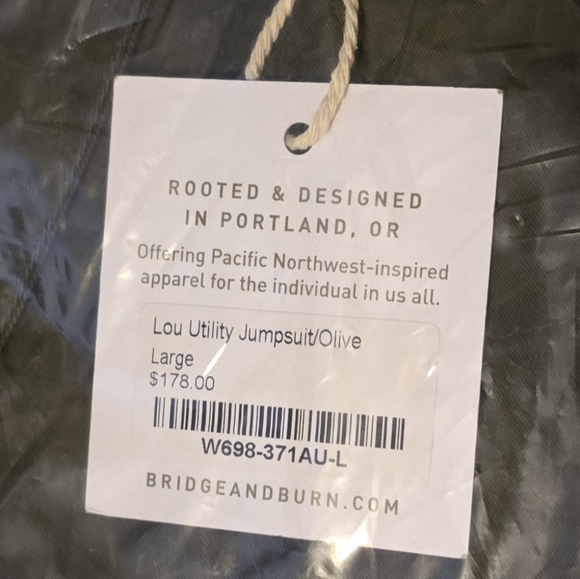 ROOTED & DESIGNED
IN PORTLAND, OR
Offering Pacific Northwest-inspired
apparel for the individual in us all.
Lou Utility Jumpsuit/Olive
Large
$178.00
W698-371AU-L
BRIDGEANDBURN.COM